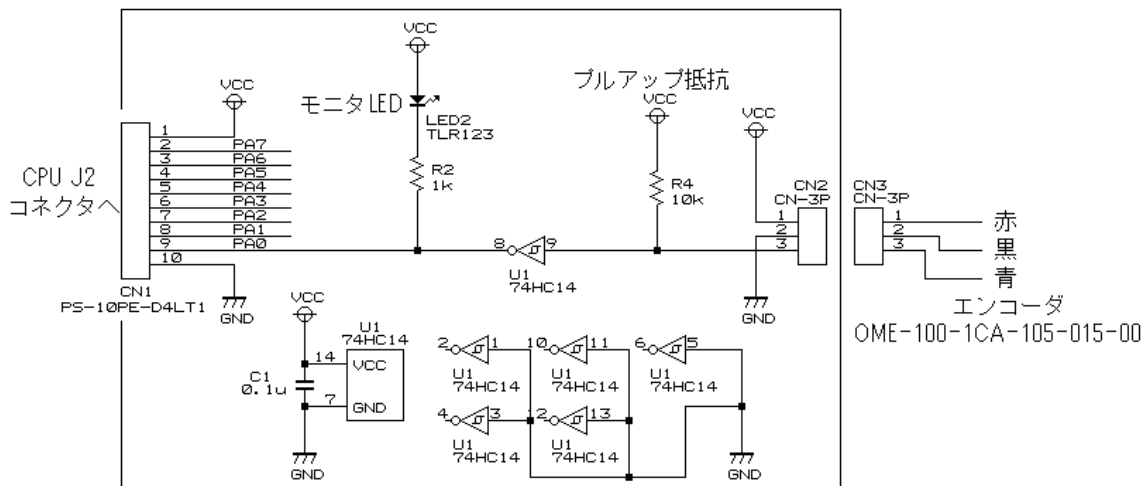 VCC
VCC
プルアップ抵抗
VCC
VCC
モニタLED
LED2
TLR123
R2
1k
R4
10k
CPU J2
コネクタへ
1
2 PA7
3 PA6
4 PA5
5 PA4
6 PA3
7 PA2
8 PA1
9 PA0
10
CN1
PS-10PE-D4LT1
GND
8 9
U1
74HC14
CN2
CN-3P
1
2
3
GND
CN3
CN-3P
1 赤
2 黒
3 青
エンコーダ
OME-100-1CA-105-015-00
VCC
U1
74HC14
14 VCC
C1
0.1u
7 GND
GND
2 1
U1
74HC14
10 11
U1
74HC14
6 5
U1
74HC14
4 3
U1
74HC14
12 13
U1
74HC14
GND